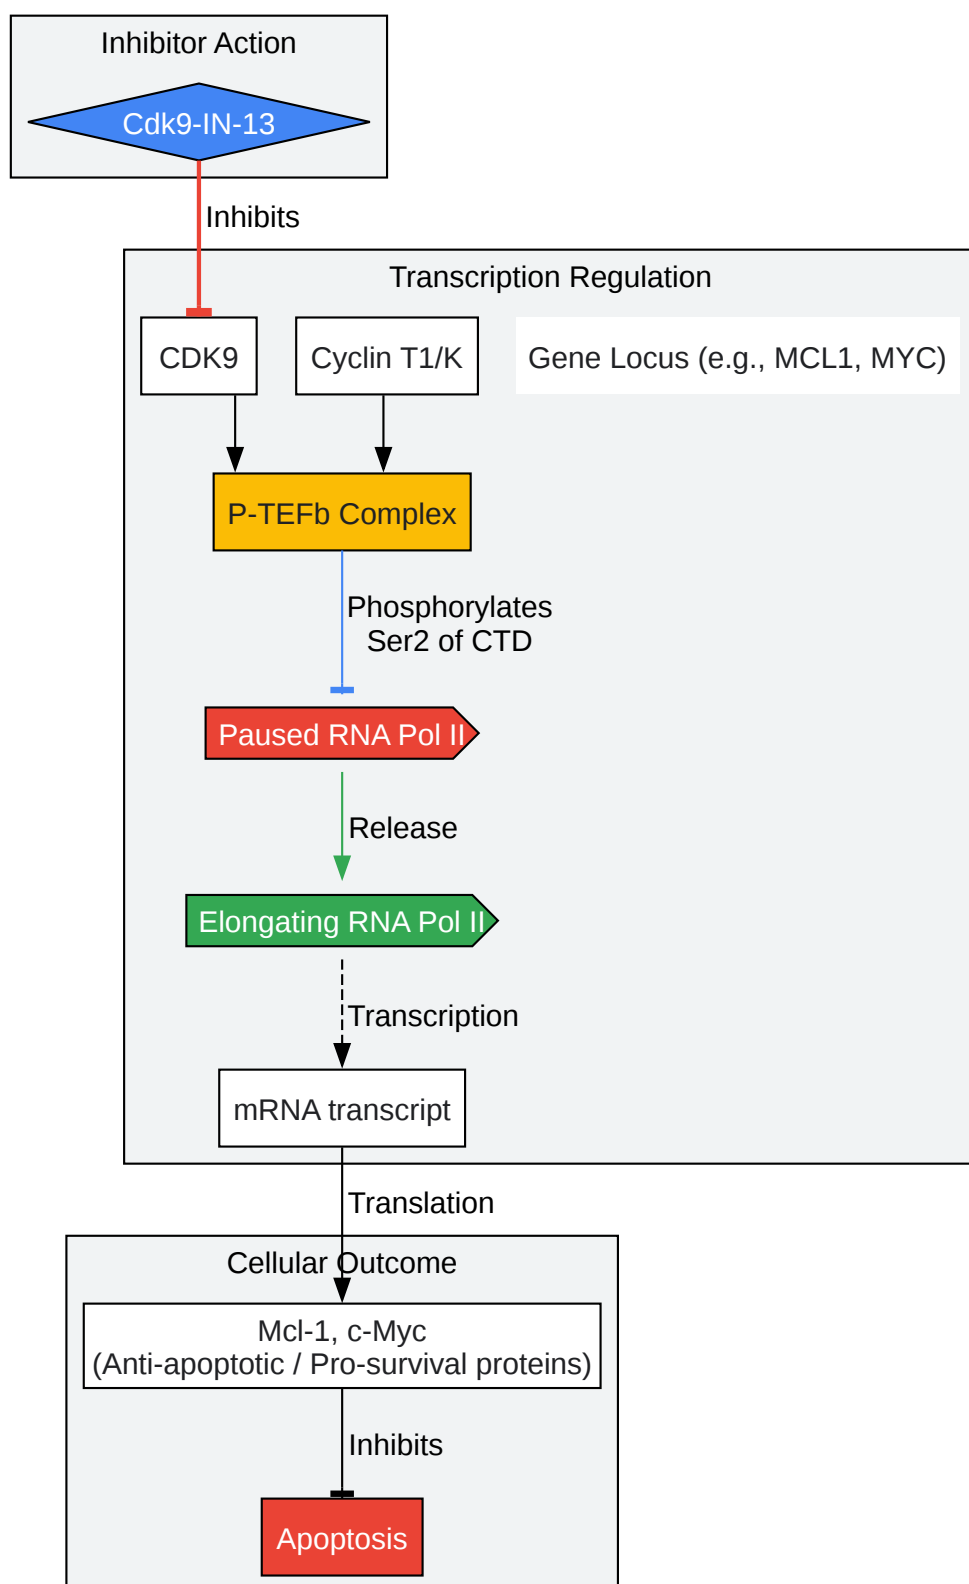 Inhibitor Action
Cdk9-IN-13
Inhibits
Transcription Regulation
CDK9
Cyclin T1/K
Gene Locus (e.g., MCL1, MYC)
P-TEFb Complex
Phosphorylates
Ser2 of CTD
Paused RNA Pol II
Release
Elongating RNA Pol II
Transcription
mRNA transcript
Translation
Cellular Outcome
Mcl-1, c-Myc
(Anti-apoptotic / Pro-survival proteins)
Inhibits
Apoptosis